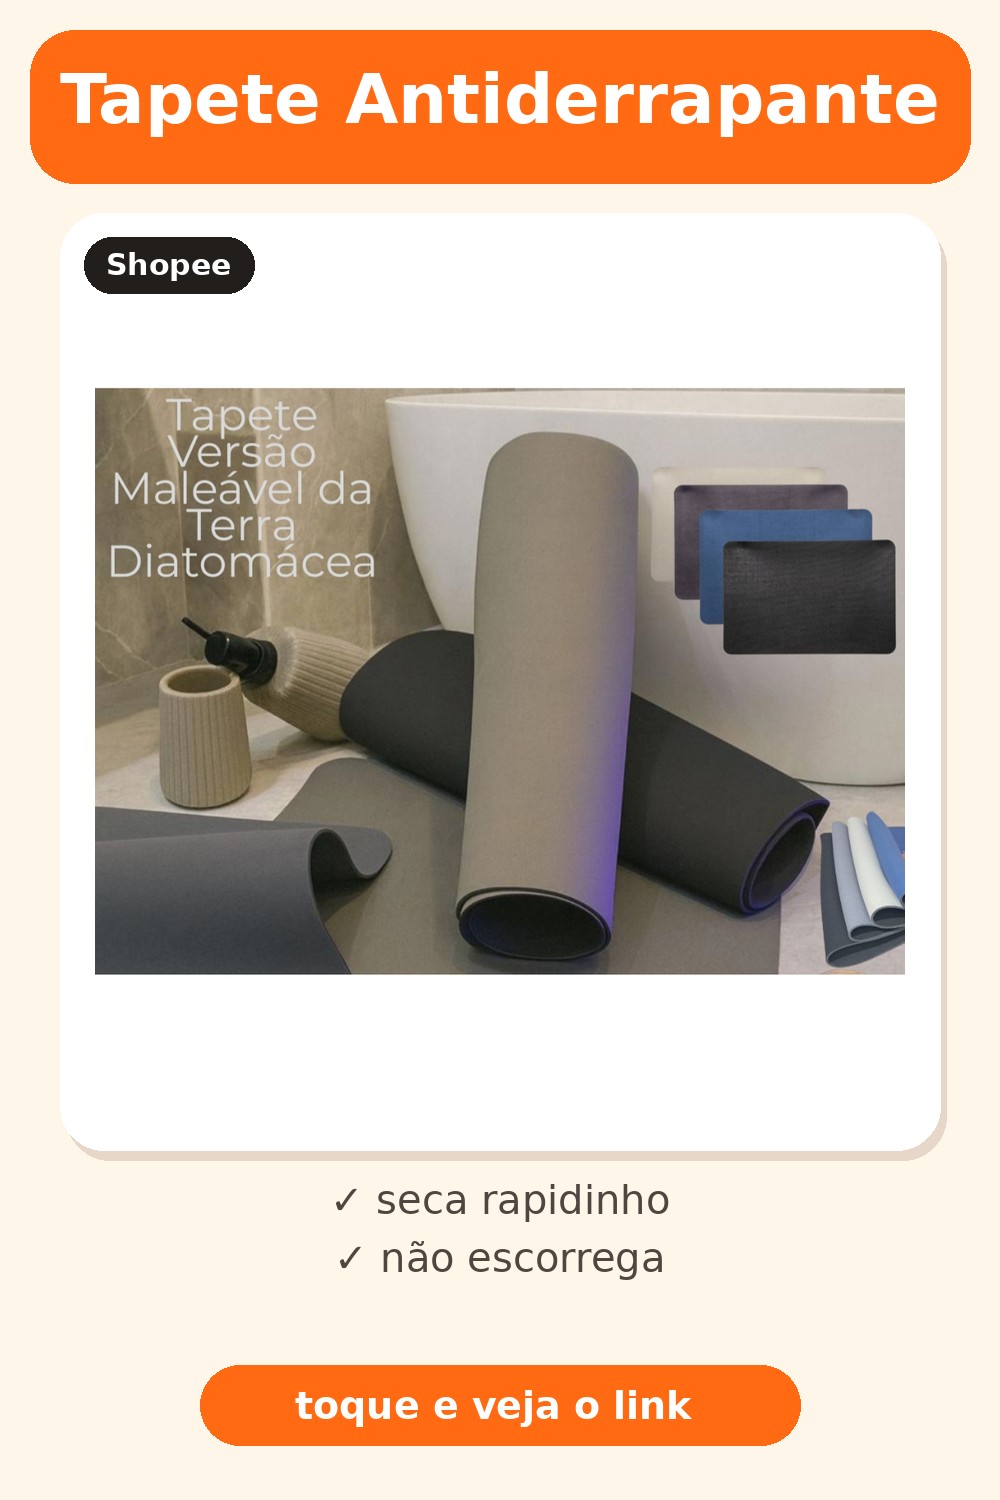 Tapete Antiderrapante
Shopee
Tapete
Versão
Maleável da
Terra
Diatomácea
✓ seca rapidinho
✓ não escorrega
toque e veja o link